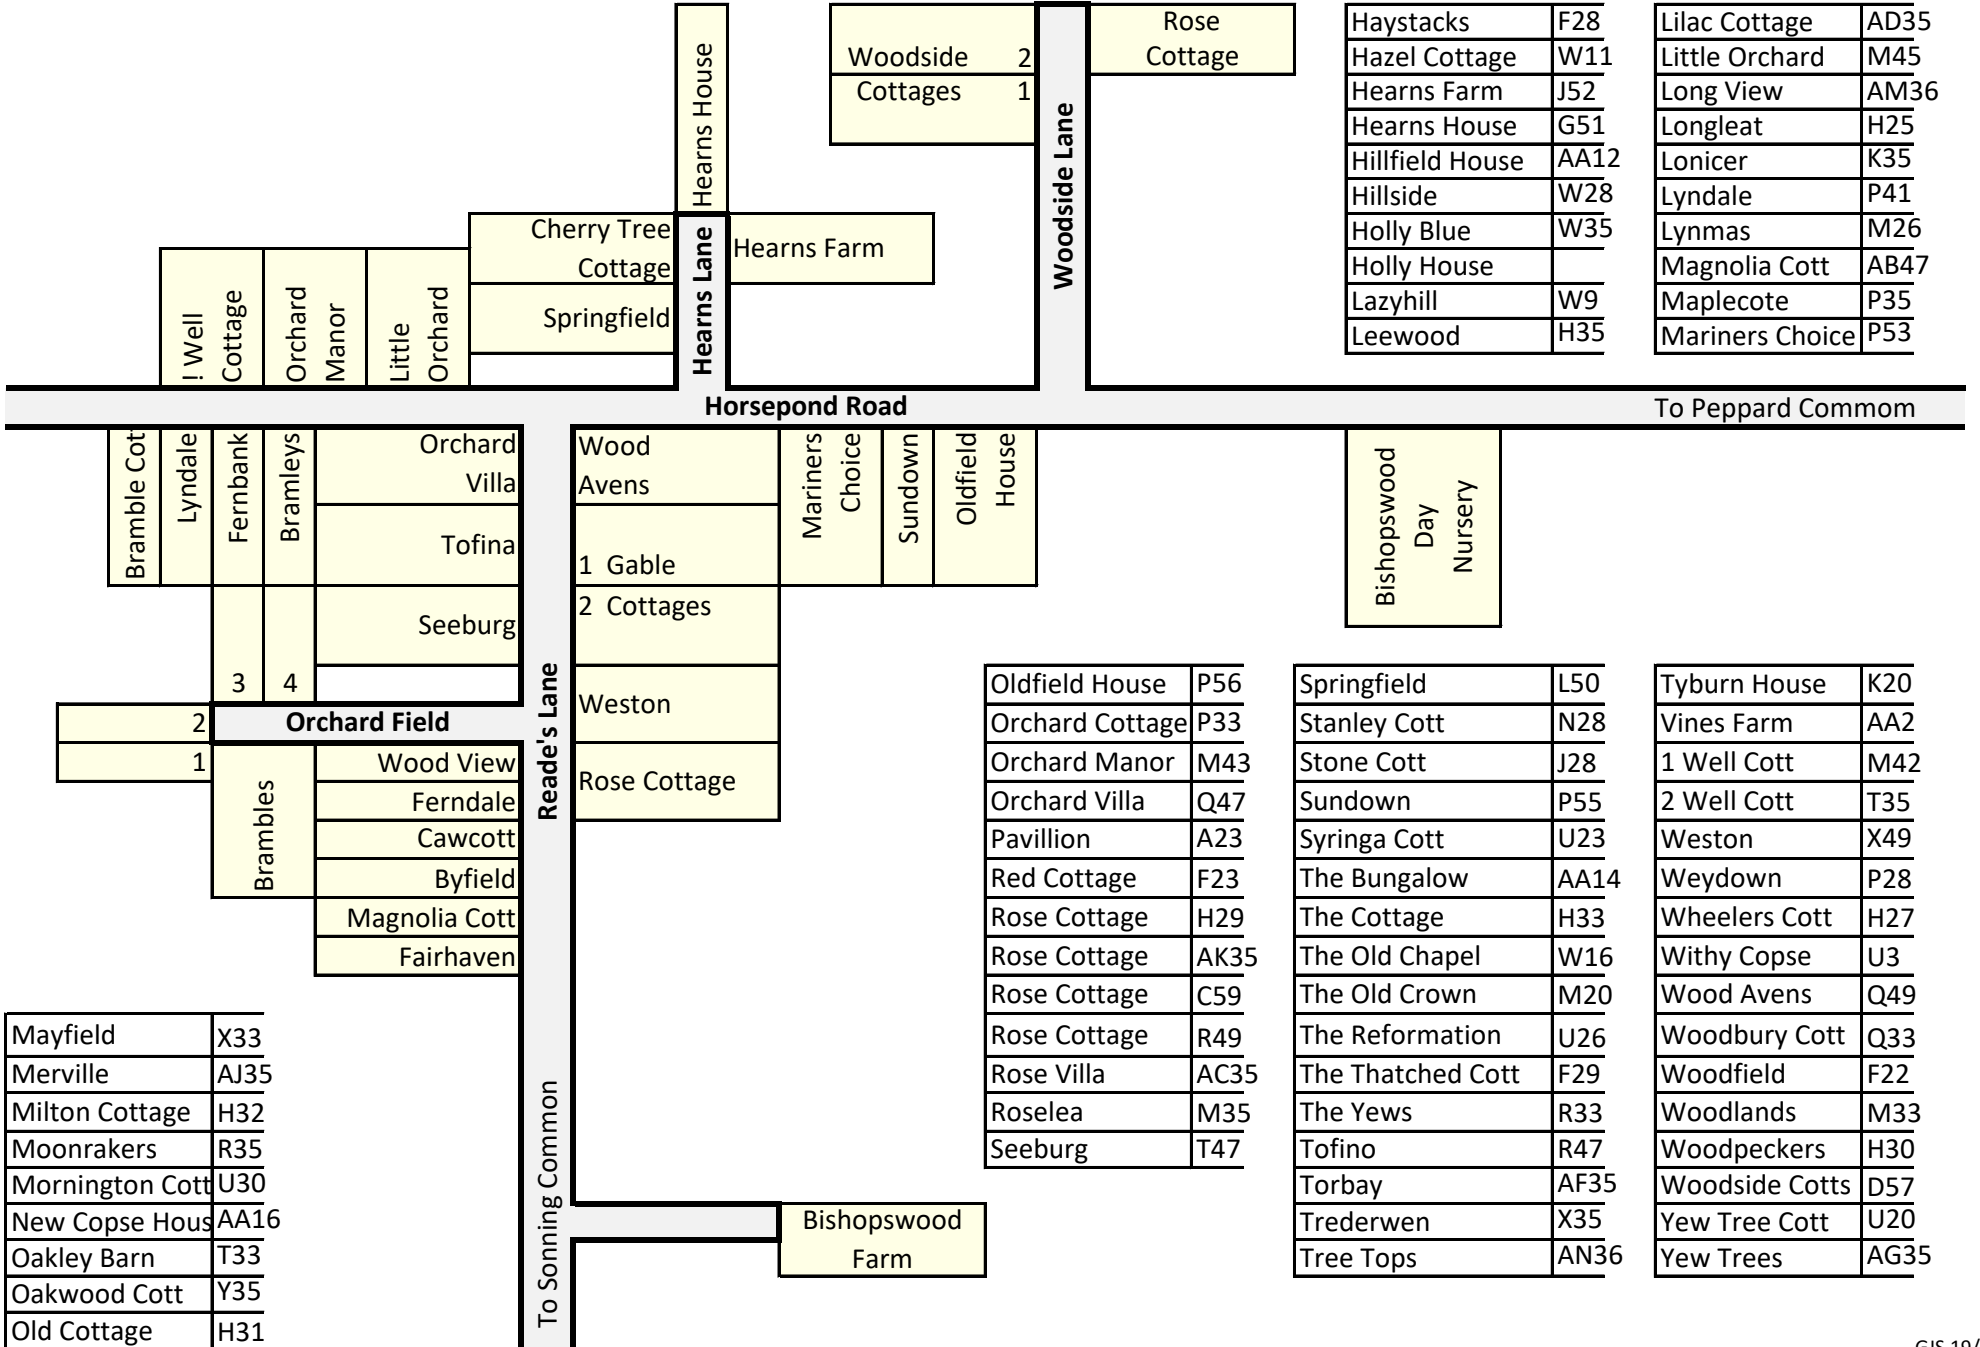 Hearns House
Woodside 2
Cottages 1
Woodside Lane
Rose
Cottage
Haystacks F28
Hazel Cottage W11
Hearns Farm J52
Hearns House G51
Hillfield House AA12
Hillside W28
Holly Blue W35
Holly House
Lazyhill W9
Leewood H35
Lilac Cottage AD35
Little Orchard M45
Long View AM36
Longleat H25
Lonicer K35
Lyndale P41
Lynmas M26
Magnolia Cott AB47
Maplecote P35
Mariners Choice P53
! Well
Cottage
Orchard
Manor
Little
Orchard
Cherry Tree
Cottage
Springfield
Hearns Lane
Hearns Farm
Horsepond Road
To Peppard Commom
Bramble Cott
Lyndale
Fernbank
Bramleys
Orchard
Villa
Tofina
Seeburg
3
4
2
1
Orchard Field
Brambles
Wood View
Ferndale
Cawcott
Byfield
Magnolia Cott
Fairhaven
Reade's Lane
To Sonning Common
Wood
Avens
1 Gable
2 Cottages
Weston
Rose Cottage
Mariners
Choice
Sundown
Oldfield
House
Bishopswood
Day
Nursery
Bishopswood
Farm
Mayfield X33
Merville AJ35
Milton Cottage H32
Moonrakers R35
Mornington Cott U30
New Copse Hous AA16
Oakley Barn T33
Oakwood Cott Y35
Old Cottage H31
Oldfield House P56
Orchard Cottage P33
Orchard Manor M43
Orchard Villa Q47
Pavillion A23
Red Cottage F23
Rose Cottage H29
Rose Cottage AK35
Rose Cottage C59
Rose Cottage R49
Rose Villa AC35
Roselea M35
Seeburg T47
Springfield L50
Stanley Cott N28
Stone Cott J28
Sundown P55
Syringa Cott U23
The Bungalow AA14
The Cottage H33
The Old Chapel W16
The Old Crown M20
The Reformation U26
The Thatched Cott F29
The Yews R33
Tofino R47
Torbay AF35
Trederwen X35
Tree Tops AN36
Tyburn House K20
Vines Farm AA2
1 Well Cott M42
2 Well Cott T35
Weston X49
Weydown P28
Wheelers Cott H27
Withy Copse U3
Wood Avens Q49
Woodbury Cott Q33
Woodfield F22
Woodlands M33
Woodpeckers H30
Woodside Cotts D57
Yew Tree Cott U20
Yew Trees AG35